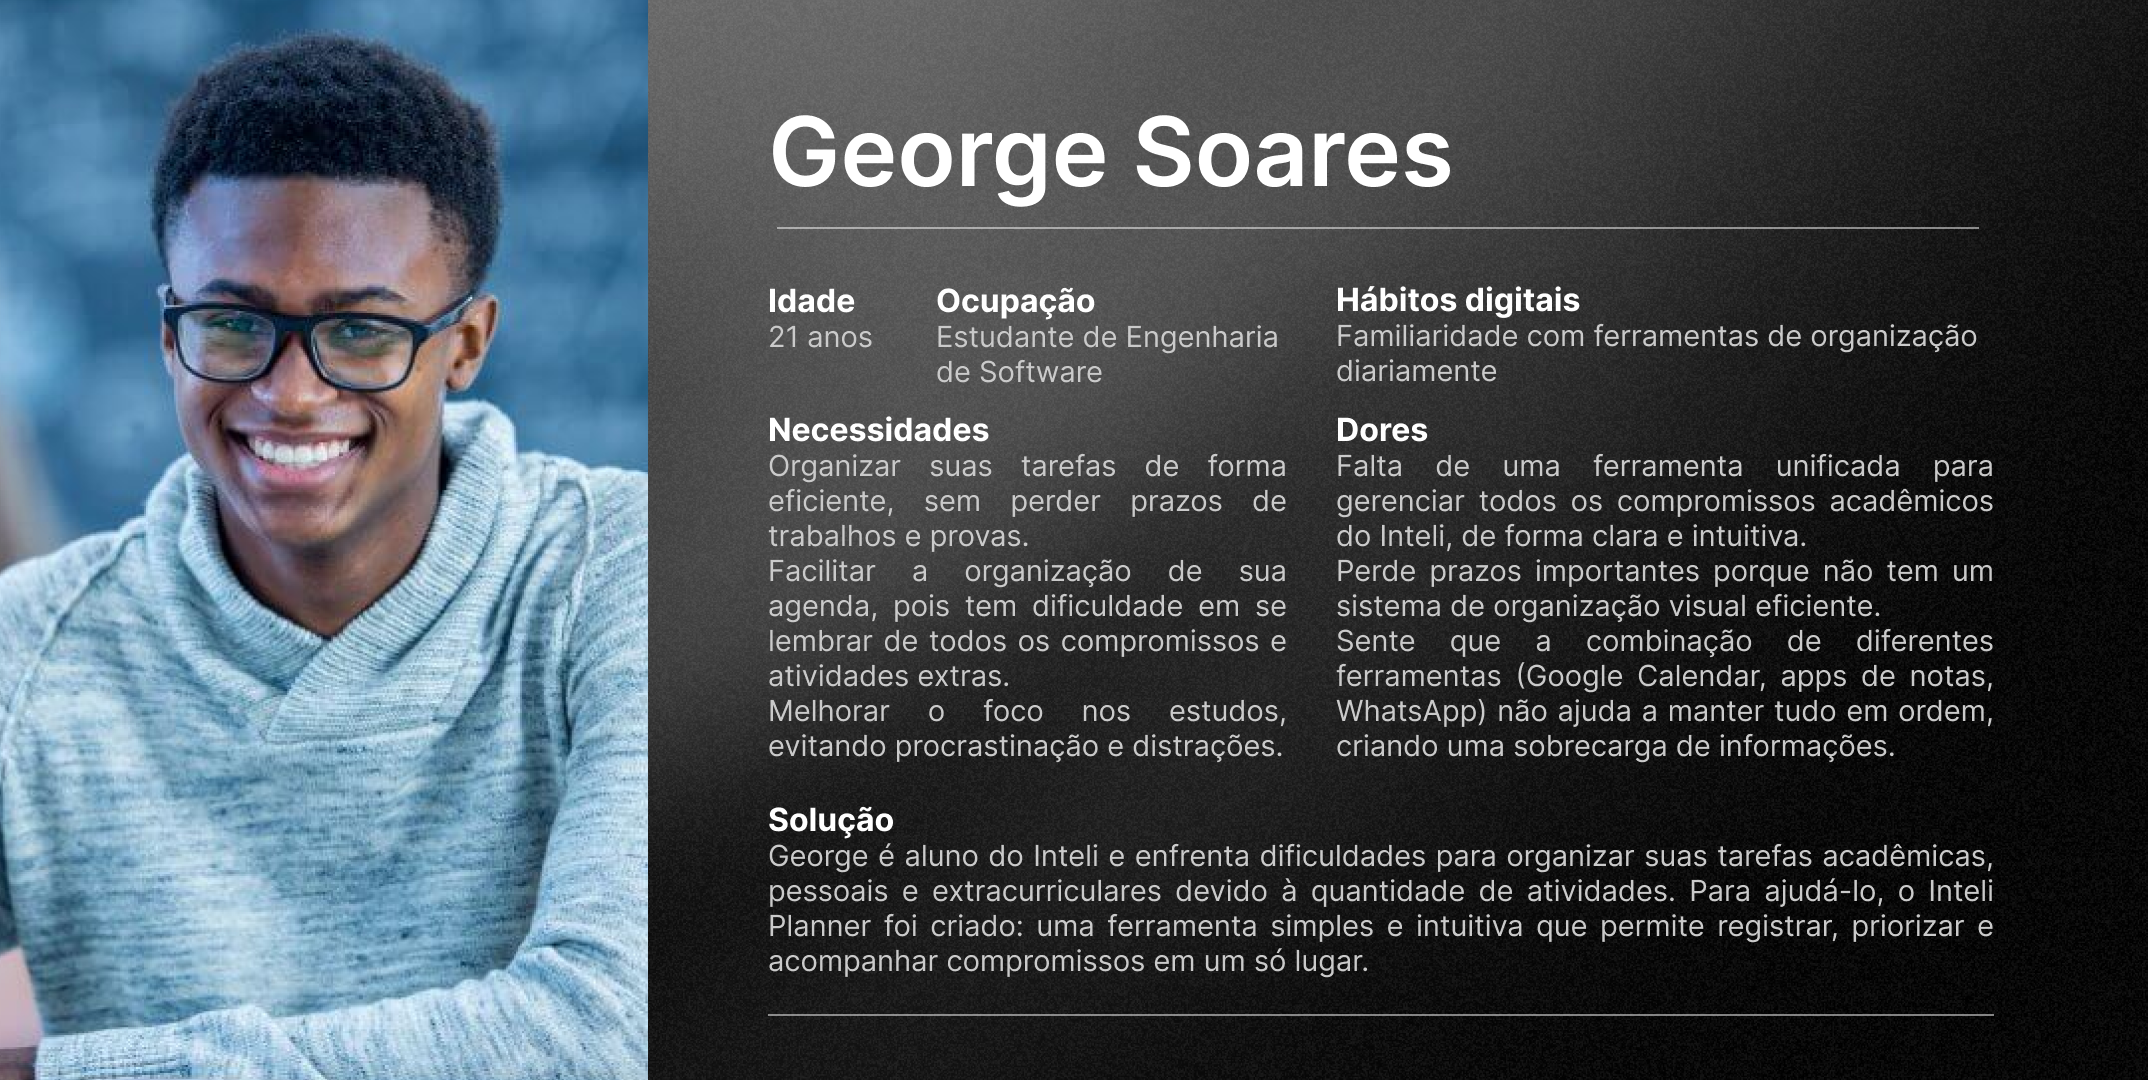 George Soares
Idade
21 anos
Ocupação
Estudante de Engenharia
de Software
Hábitos digitais
Familiaridade com ferramentas de organização
diariamente
Necessidades
Organizar suas tarefas de forma
eficiente, sem perder prazos de
trabalhos e provas.
Facilitar a organização de sua
agenda, pois tem dificuldade em se
lembrar de todos os compromissos e
atividades extras.
Melhorar o foco nos estudos,
evitando procrastinação e distrações.
Dores
Falta de uma ferramenta unificada para
gerenciar todos os compromissos acadêmicos
do Inteli, de forma clara e intuitiva.
Perde prazos importantes porque não tem um
sistema de organização visual eficiente.
Sente que a combinação de diferentes
ferramentas (Google Calendar, apps de notas,
WhatsApp) não ajuda a manter tudo em ordem,
criando uma sobrecarga de informações.
Solução
George é aluno do Inteli e enfrenta dificuldades para organizar suas tarefas acadêmicas,
pessoais e extracurriculares devido à quantidade de atividades. Para ajudá-lo, o Inteli
Planner foi criado: uma ferramenta simples e intuitiva que permite registrar, priorizar e
acompanhar compromissos em um só lugar.